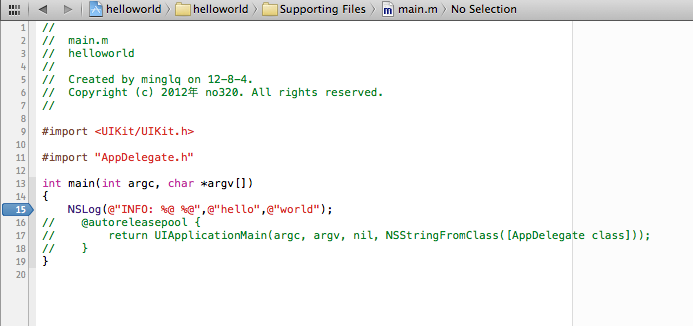 helloworld helloworld Supporting Files main.m No Selection
1 //
2 //  main.m
3 //  helloworld
4 //
5 //  Created by minglq on 12-8-4.
6 //  Copyright (c) 2012年 no320. All rights reserved.
7 //
8
9 #import <UIKit/UIKit.h>
10
11 #import "AppDelegate.h"
12
13 int main(int argc, char *argv[])
14 {
15     NSLog(@"INFO: %@ %@",@"hello",@"world");
16 //    @autoreleasepool {
17 //        return UIApplicationMain(argc, argv, nil, NSStringFromClass([AppDelegate class]));
18 //    }
19 }
20